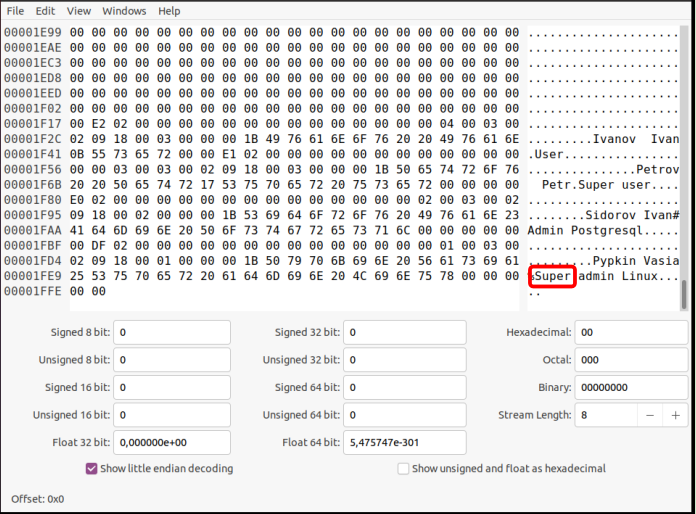 File Edit View Windows Help
00001E99 00 00 00 00 00 00 00 00 00 00 00 00 00 00 00 00 00 00 00 00 00 .....................
00001EAE 00 00 00 00 00 00 00 00 00 00 00 00 00 00 00 00 00 00 00 00 00 .....................
00001EC3 00 00 00 00 00 00 00 00 00 00 00 00 00 00 00 00 00 00 00 00 00 .....................
00001ED8 00 00 00 00 00 00 00 00 00 00 00 00 00 00 00 00 00 00 00 00 00 .....................
00001EED 00 00 00 00 00 00 00 00 00 00 00 00 00 00 00 00 00 00 00 00 00 .....................
00001F02 00 00 00 00 00 00 00 00 00 00 00 00 00 00 00 00 00 00 00 00 00 .....................
00001F17 00 E2 02 00 00 00 00 00 00 00 00 00 00 00 00 00 00 04 00 03 00 .....................
00001F2C 02 09 18 00 03 00 00 00 1B 49 76 61 6E 6F 76 20 20 49 76 61 6E .........Ivanov  Ivan
00001F41 0B 55 73 65 72 00 00 E1 02 00 00 00 00 00 00 00 00 00 00 00 00 .User................
00001F56 00 00 03 00 03 00 02 09 18 00 03 00 00 00 1B 50 65 74 72 6F 76 ...............Petrov
00001F6B 20 20 50 65 74 72 17 53 75 70 65 72 20 75 73 65 72 00 00 00 00   Petr.Super user....
00001F80 E0 02 00 00 00 00 00 00 00 00 00 00 00 00 00 00 02 00 03 00 02 .....................
00001F95 09 18 00 02 00 00 00 1B 53 69 64 6F 72 6F 76 20 49 76 61 6E 23 ........Sidorov Ivan#
00001FAA 41 64 6D 69 6E 20 50 6F 73 74 67 72 65 73 71 6C 00 00 00 00 00 Admin Postgresql.....
00001FBF 00 DF 02 00 00 00 00 00 00 00 00 00 00 00 00 00 00 01 00 03 00 .....................
00001FD4 02 09 18 00 01 00 00 00 1B 50 79 70 6B 69 6E 20 56 61 73 69 61 .........Pypkin Vasia
00001FE9 25 53 75 70 65 72 20 61 64 6D 69 6E 20 4C 69 6E 75 78 00 00 00 %Super admin Linux...
00001FFE 00 00 ..
Signed 8 bit: 0 Signed 32 bit: 0 Hexadecimal: 00
Unsigned 8 bit: 0 Unsigned 32 bit: 0 Octal: 000
Signed 16 bit: 0 Signed 64 bit: 0 Binary: 00000000
Unsigned 16 bit: 0 Unsigned 64 bit: 0 Stream Length: 8 − +
Float 32 bit: 0,000000e+00 Float 64 bit: 5,475747e-301
Show little endian decoding Show unsigned and float as hexadecimal
Offset: 0x0